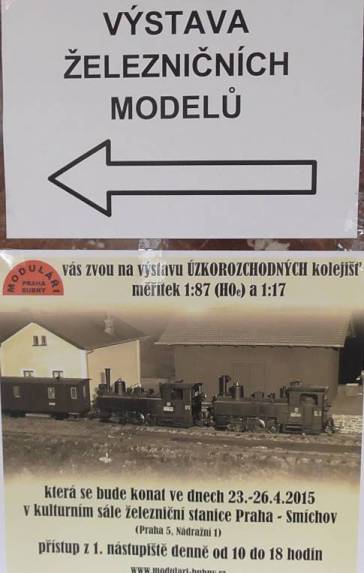 VÝSTAVA
ŽELEZNIČNÍCH
MODELŮ
MODULÁŘI
PRAHA
BUBNY
vás zvou na výstavu ÚZKOROZCHODNÝCH kolejišť
měřítek 1:87 (H0e) a 1:17
která se bude konat ve dnech 23.-26.4.2015
v kulturním sále železniční stanice Praha - Smíchov
(Praha 5, Nádražní 1)
přístup z 1. nástupiště denně od 10 do 18 hodin
www.modulari-bubny.cz